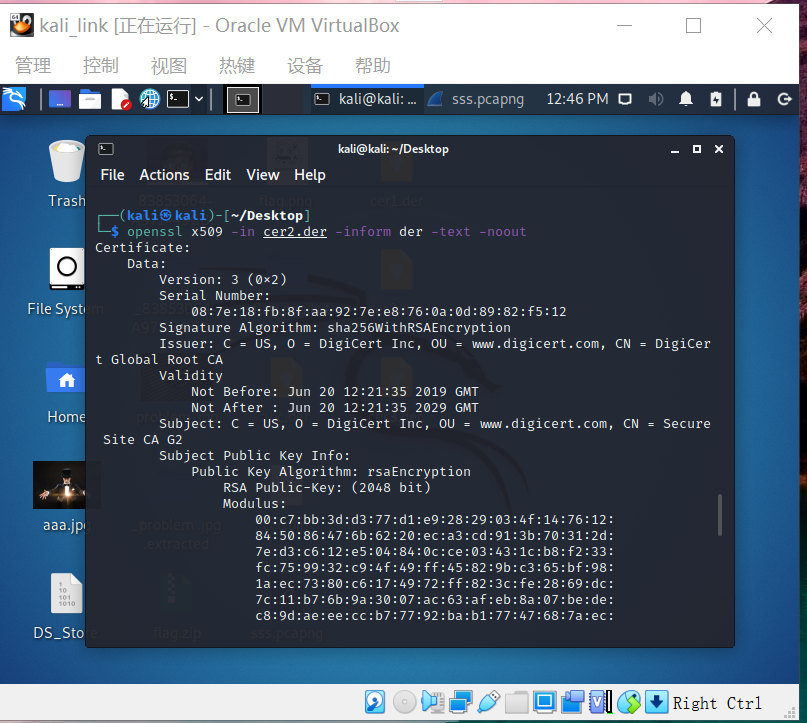 kali_link [正在运行] - Oracle VM VirtualBox
管理 控制 视图 热键 设备 帮助
kali@kali: ... sss.pcapng 12:46 PM
kali@kali: ~/Desktop
File Actions Edit View Help
Trash
File System
Home
aaa.jpg
DS_Store
cer1.der
flag.zip
sss.pcapng
┌──(kali㉿kali)-[~/Desktop]
└─$ openssl x509 -in cer2.der -inform der -text -noout
Certificate:
Data:
Version: 3 (0×2)
Serial Number:
08:7e:18:fb:8f:aa:92:7e:e8:76:0a:0d:89:82:f5:12
Signature Algorithm: sha256WithRSAEncryption
Issuer: C = US, O = DigiCert Inc, OU = www.digicert.com, CN = DigiCer
t Global Root CA
Validity
Not Before: Jun 20 12:21:35 2019 GMT
Not After : Jun 20 12:21:35 2029 GMT
Subject: C = US, O = DigiCert Inc, OU = www.digicert.com, CN = Secure
Site CA G2
Subject Public Key Info:
Public Key Algorithm: rsaEncryption
RSA Public-Key: (2048 bit)
Modulus:
00:c7:bb:3d:d3:77:d1:e9:28:29:03:4f:14:76:12:
84:50:86:47:6b:62:20:ec:a3:cd:91:3b:70:31:2d:
7e:d3:c6:12:e5:04:84:0c:ce:03:43:1c:b8:f2:33:
fc:75:99:32:c9:4f:49:ff:45:82:9b:c3:65:bf:98:
1a:ec:73:80:c6:17:49:72:ff:82:3c:fe:28:69:dc:
7c:11:b7:6b:9a:30:07:ac:63:af:eb:8a:07:be:de:
c8:9d:ae:ee:cc:b7:77:92:ba:b1:77:47:68:7a:ec:
Right Ctrl